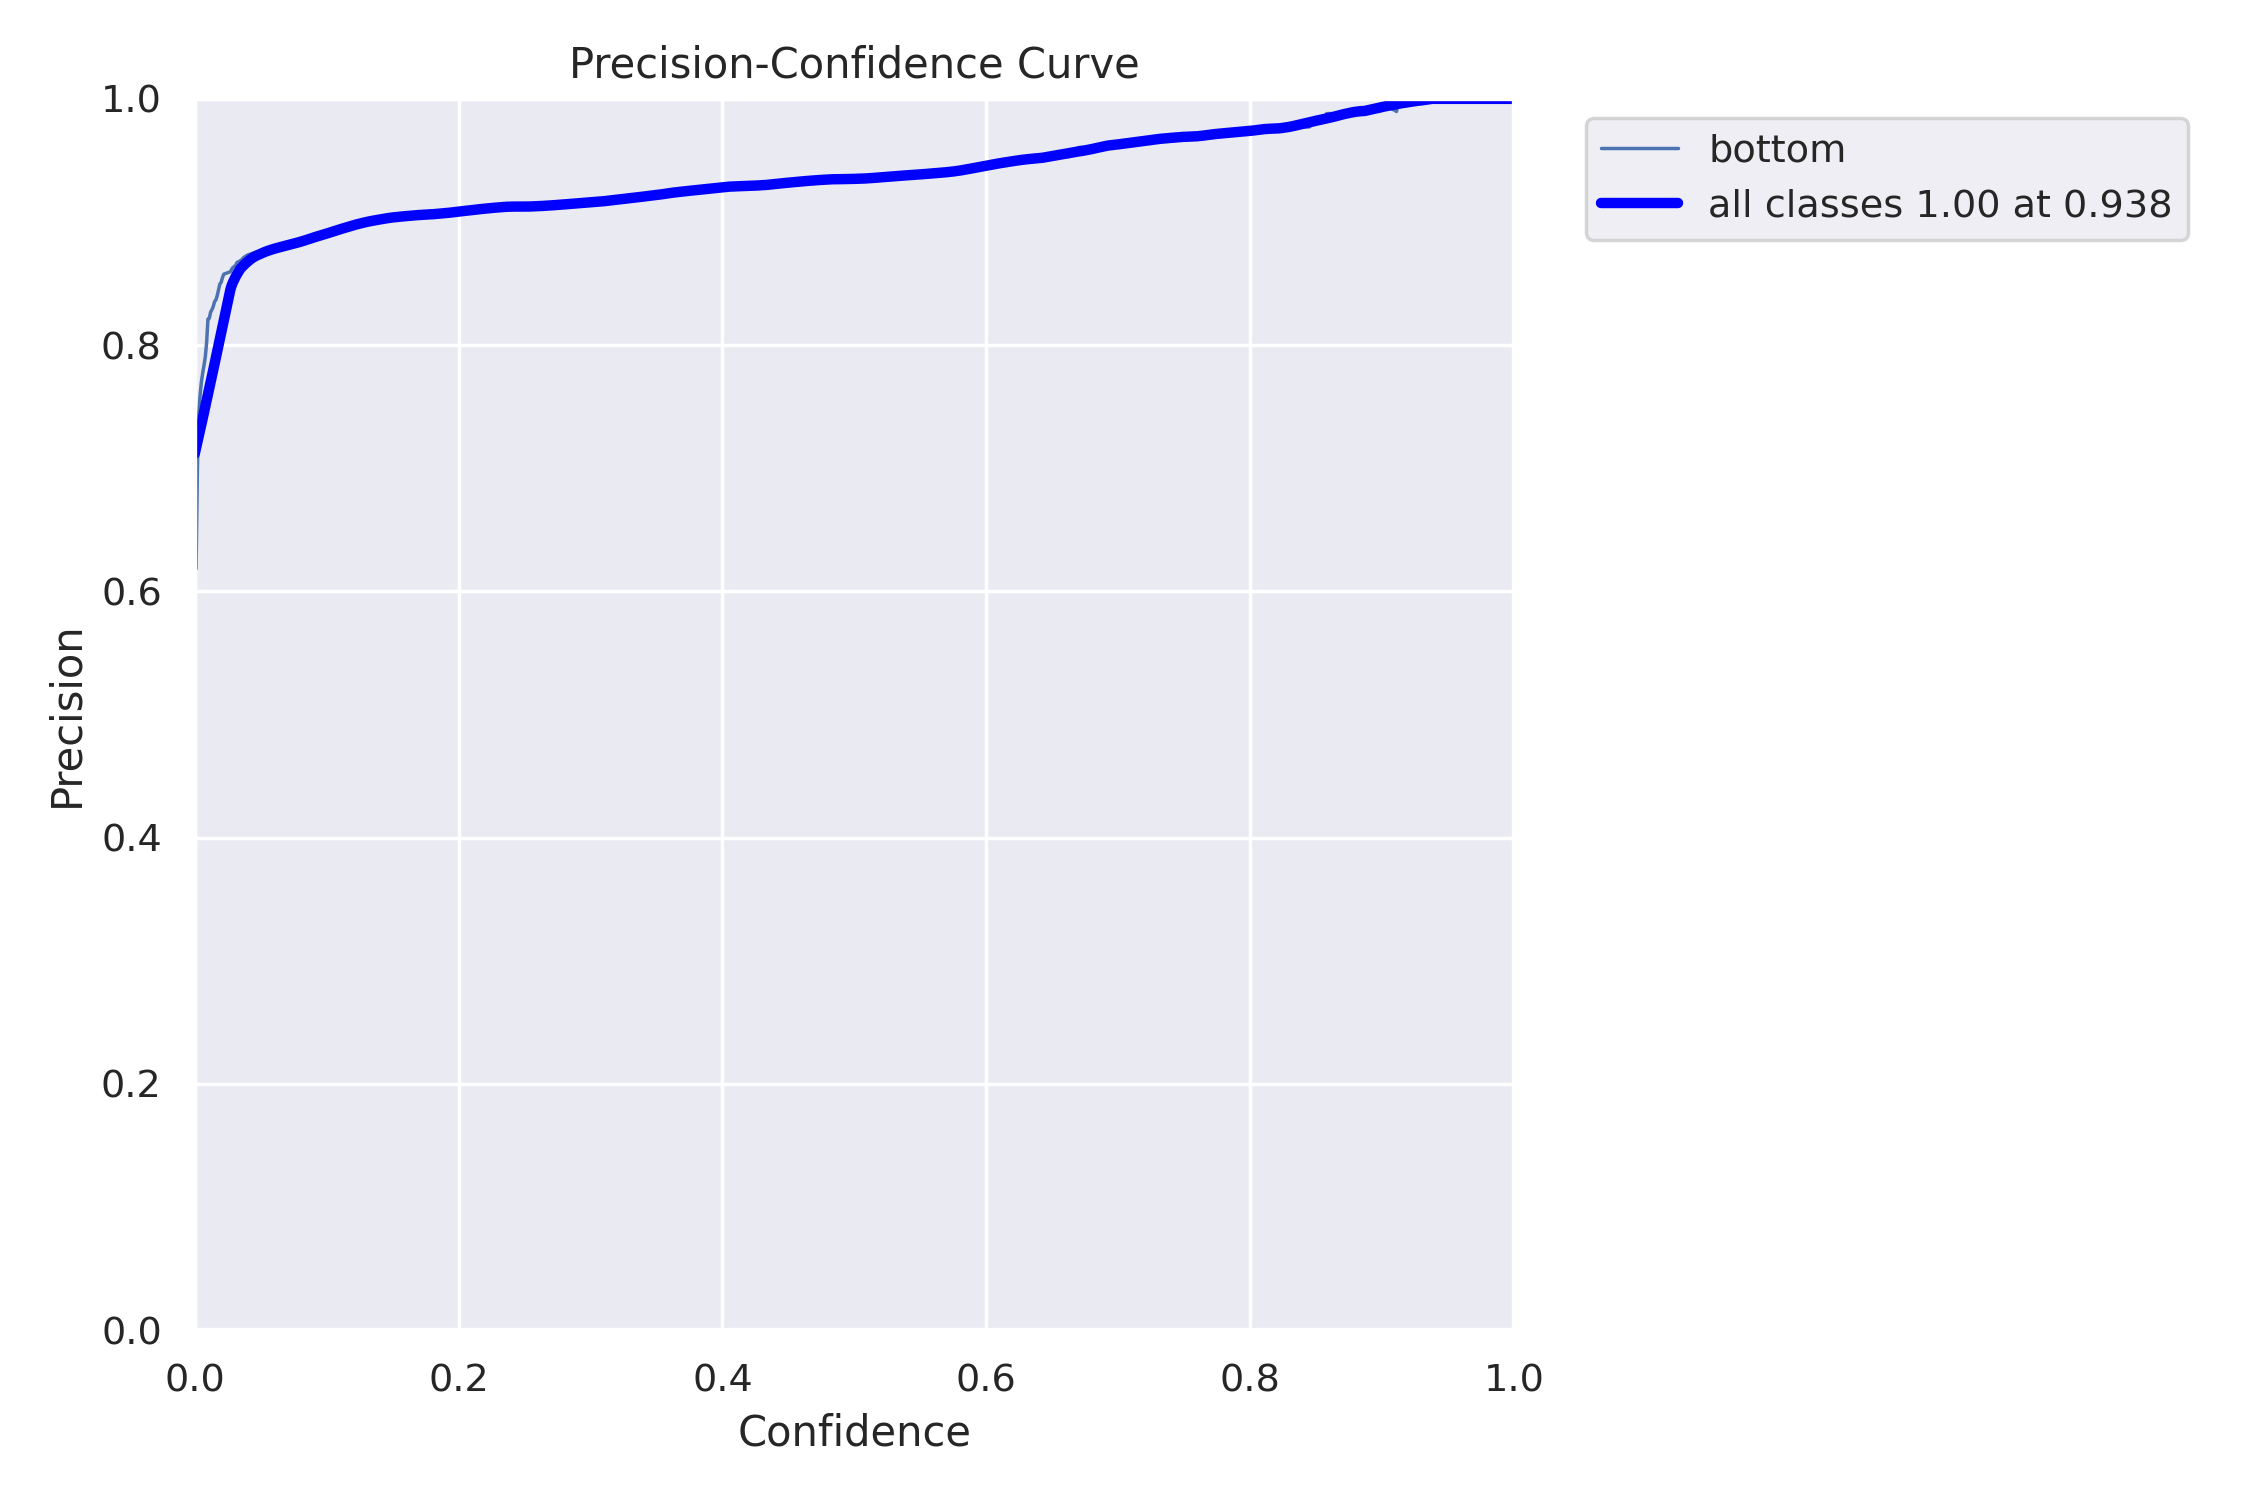 Precision-Confidence Curve
1.0
0.8
0.6
0.4
0.2
0.0
Precision
0.0 0.2 0.4 0.6 0.8 1.0
Confidence
bottom
all classes 1.00 at 0.938